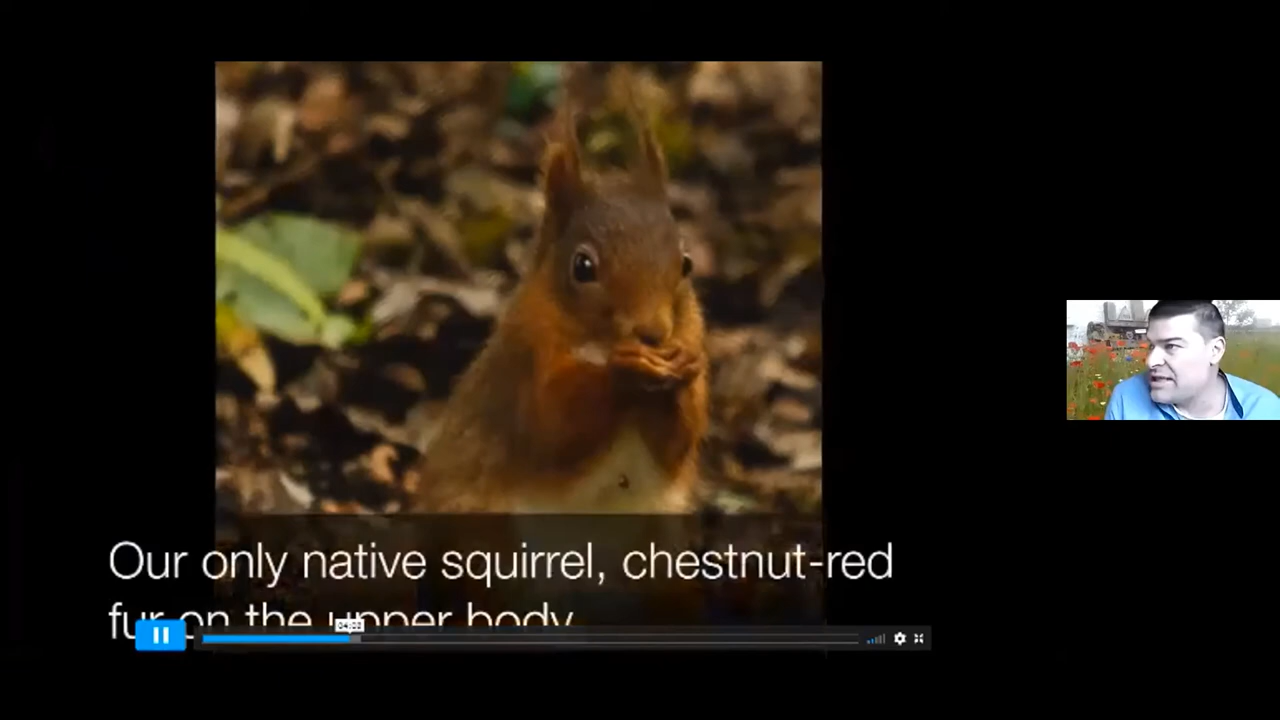 Our only native squirrel, chestnut-red
fur on the upper body